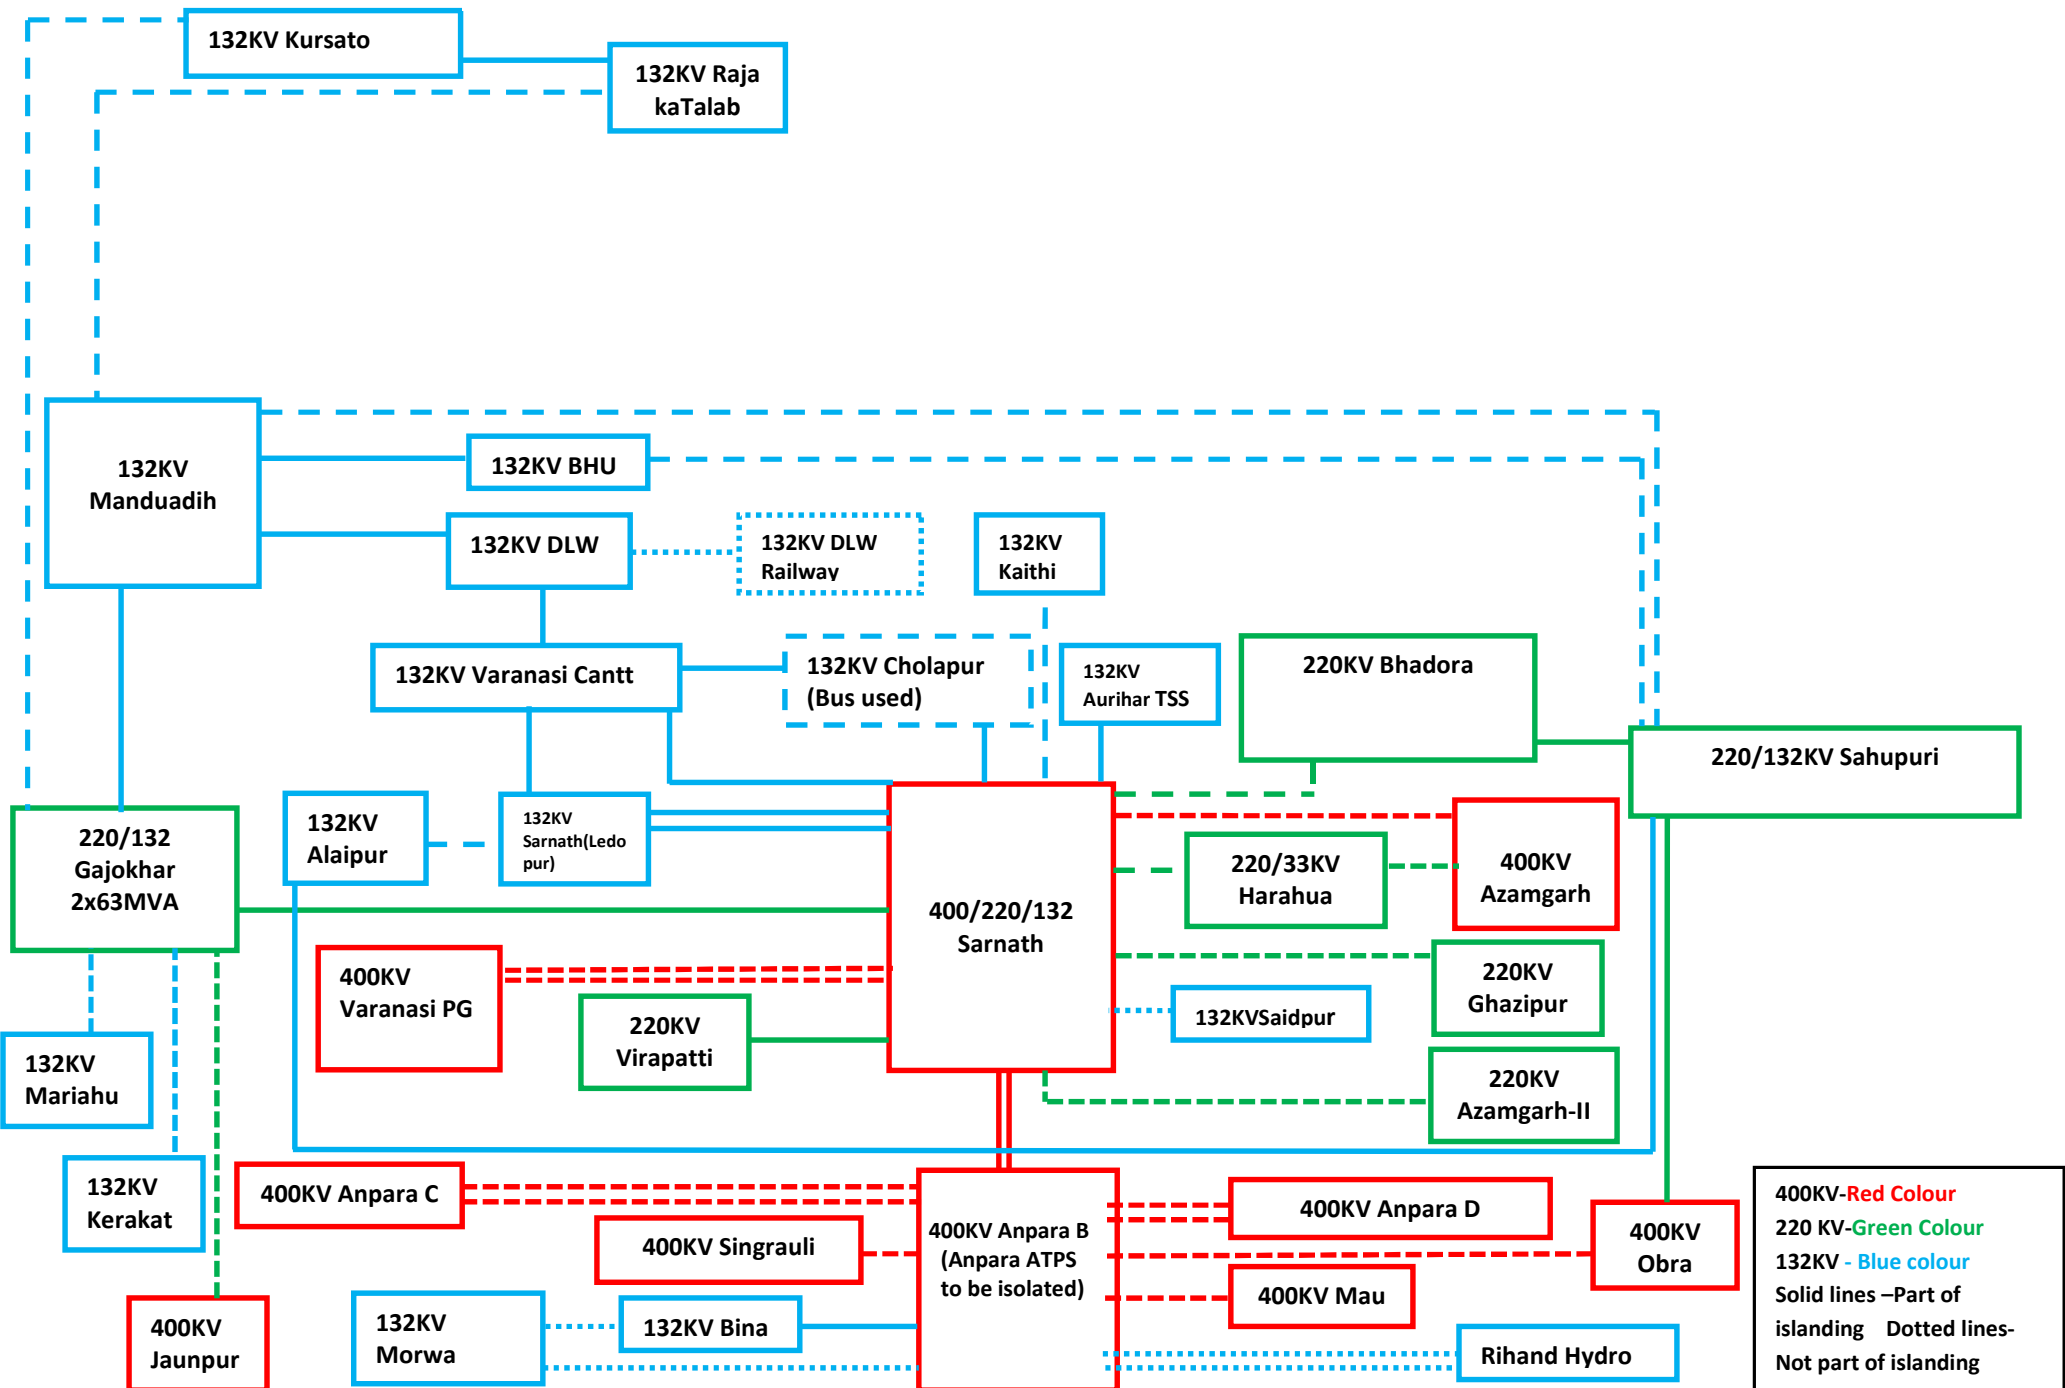 132KV Kursato
132KV Raja
kaTalab
132KV
Manduadih
132KV BHU
132KV DLW
132KV DLW
Railway
132KV
Kaithi
132KV Varanasi Cantt
132KV Cholapur
(Bus used)
132KV
Aurihar TSS
220KV Bhadora
220/132KV Sahupuri
220/132
Gajokhar
2x63MVA
132KV
Alaipur
132KV
Sarnath(Ledo
pur)
400/220/132
Sarnath
220/33KV
Harahua
400KV
Azamgarh
400KV
Varanasi PG
220KV
Virapatti
132KVSaidpur
220KV
Ghazipur
220KV
Azamgarh-II
132KV
Mariahu
132KV
Kerakat
400KV
Jaunpur
400KV Anpara C
400KV Singrauli
132KV
Morwa
132KV Bina
400KV Anpara B
(Anpara ATPS
to be isolated)
400KV Anpara D
400KV Mau
Rihand Hydro
400KV
Obra
400KV-Red Colour
220 KV-Green Colour
132KV - Blue colour
Solid lines –Part of
islanding Dotted lines-
Not part of islanding